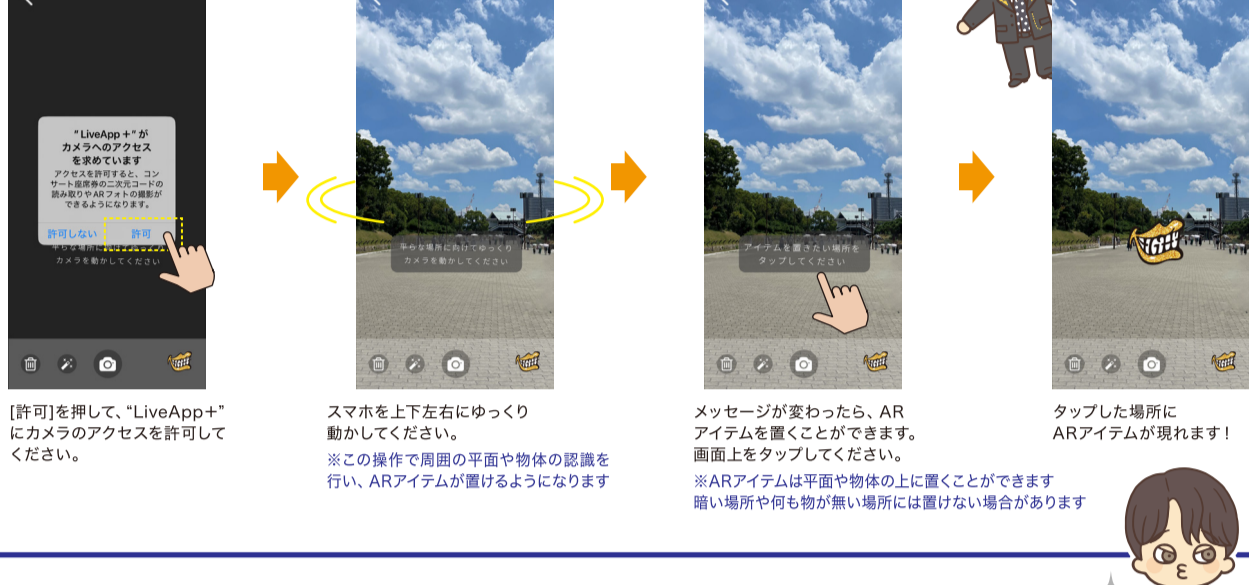 “LiveApp+”が
カメラへのアクセス
を求めています
アクセスを許可すると、コン
サート座席券の二次元コードの
読み取りやARフォトの撮影が
できるようになります。
許可しない
許可
平らな場所に向けてゆっくり
カメラを動かしてください
[許可]を押して、“LiveApp+”
にカメラのアクセスを許可して
ください。
平らな場所に向けてゆっくり
カメラを動かしてください
スマホを上下左右にゆっくり
動かしてください。
※この操作で周囲の平面や物体の認識を
行い、ARアイテムが置けるようになります
アイテムを置きたい場所を
タップしてください
メッセージが変わったら、AR
アイテムを置くことができます。
画面上をタップしてください。
※ARアイテムは平面や物体の上に置くことができます
暗い場所や何も物が無い場所には置けない場合があります
タップした場所に
ARアイテムが現れます！